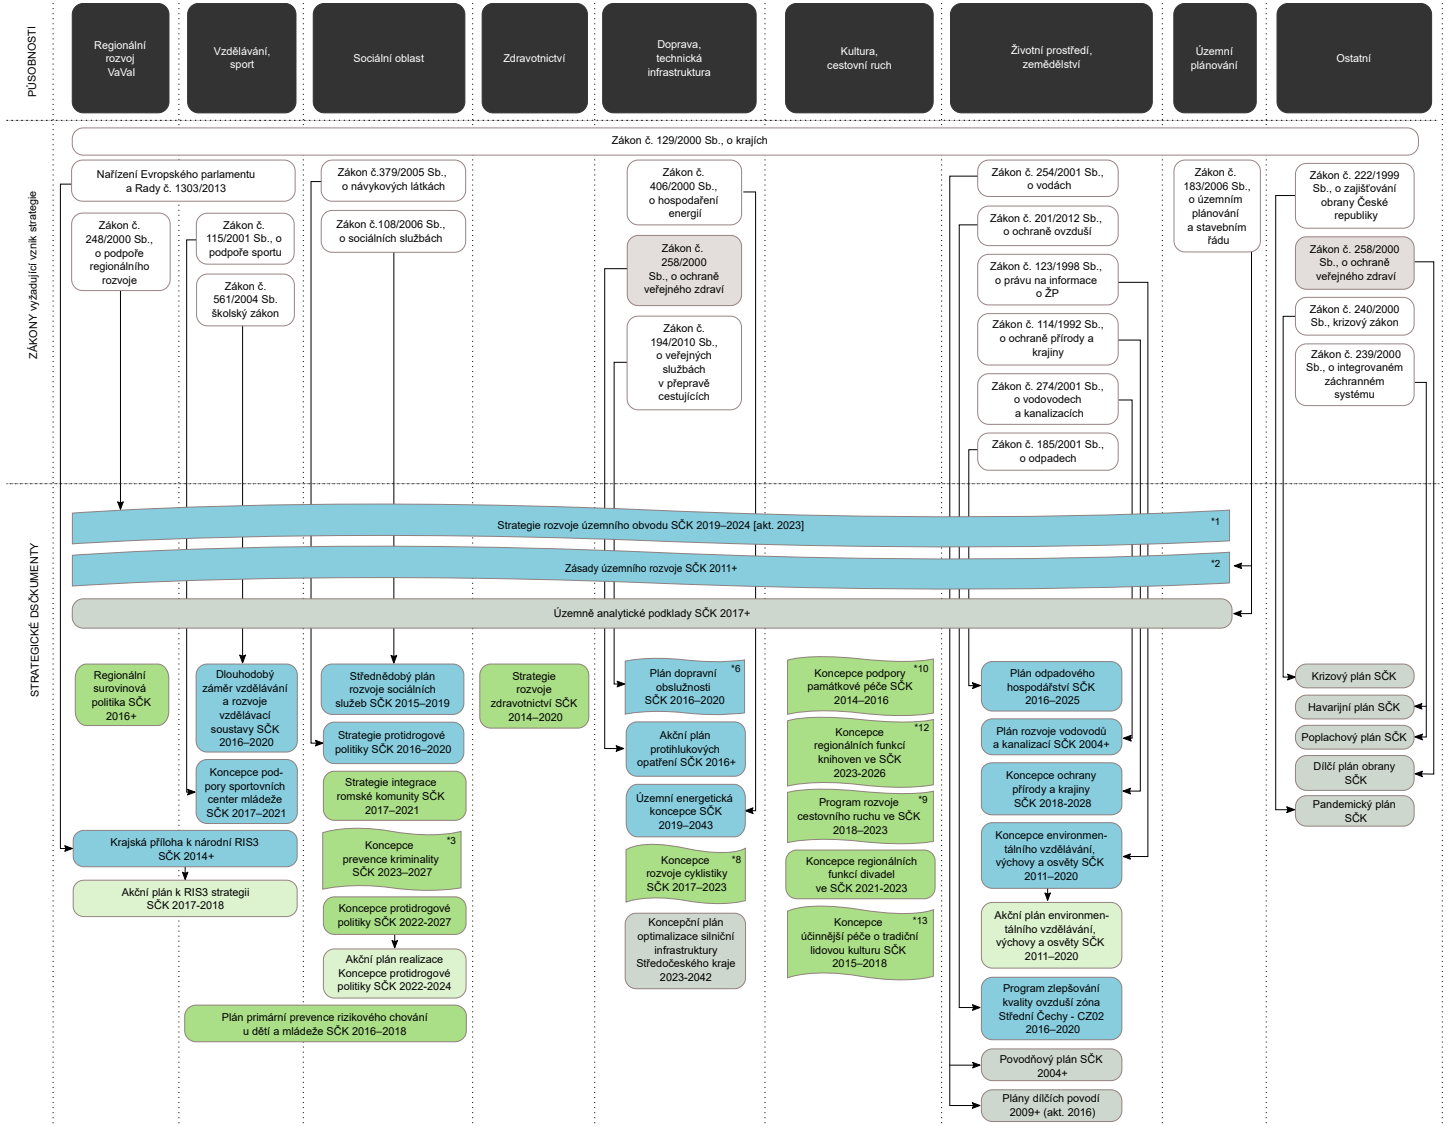 PŮSOBNOSTI
Regionální
rozvoj
VaVaI
Vzdělávání,
sport
Sociální oblast
Zdravotnictví
Doprava,
technická
infrastruktura
Kultura,
cestovní ruch
Životní prostředí,
zemědělství
Územní
plánování
Ostatní
ZÁKONY vyžadující vznik strategie
Zákon č. 129/2000 Sb., o krajích
Nařízení Evropského parlamentu
a Rady č. 1303/2013
Zákon č.
248/2000 Sb.,
o podpoře
regionálního
rozvoje
Zákon č.
115/2001 Sb., o
podpoře sportu
Zákon č.
561/2004 Sb.
školský zákon
Zákon č.379/2005 Sb.,
o návykových látkách
Zákon č.108/2006 Sb.,
o sociálních službách
Zákon č.
406/2000 Sb.,
o hospodaření
energií
Zákon č.
258/2000
Sb., o ochraně
veřejného zdraví
Zákon č.
194/2010 Sb.,
o veřejných
službách
v přepravě
cestujících
Zákon č. 254/2001 Sb.,
o vodách
Zákon č. 201/2012 Sb.,
o ochraně ovzduší
Zákon č. 123/1998 Sb.,
o právu na informace
o ŽP
Zákon č. 114/1992 Sb.,
o ochraně přírody a
krajiny
Zákon č. 274/2001 Sb.,
o vodovodech
a kanalizacích
Zákon č. 185/2001 Sb.,
o odpadech
Zákon č.
183/2006 Sb.,
o územním
plánování
a stavebním
řádu
Zákon č. 222/1999
Sb., o zajišťování
obrany České
republiky
Zákon č. 258/2000
Sb., o ochraně
veřejného zdraví
Zákon č. 240/2000
Sb., krizový zákon
Zákon č. 239/2000
Sb., o integrovaném
záchranném
systému
STRATEGICKÉ DSČKUMENTY
Strategie rozvoje územního obvodu SČK 2019–2024 [akt. 2023]
*1
Zásady územního rozvoje SČK 2011+
*2
Územně analytické podklady SČK 2017+
Regionální
surovinová
politika SČK
2016+
Dlouhodobý
záměr vzdělávání
a rozvoje
vzdělávací
soustavy SČK
2016–2020
Koncepce pod-
pory sportovních
center mládeže
SČK 2017–2021
Krajská příloha k národní RIS3
SČK 2014+
Akční plán k RIS3 strategii
SČK 2017-2018
Střednědobý plán
rozvoje sociálních
služeb SČK 2015–2019
Strategie protidrogové
politiky SČK 2016–2020
Strategie integrace
romské komunity SČK
2017–2021
*3
Koncepce
prevence kriminality
SČK 2023–2027
Koncepce protidrogové
politiky SČK 2022-2027
Akční plán realizace
Koncepce protidrogové
politiky SČK 2022-2024
Plán primární prevence rizikového chování
u dětí a mládeže SČK 2016–2018
Strategie
rozvoje
zdravotnictví SČK
2014–2020
*6
Plán dopravní
obslužnosti
SČK 2016–2020
Akční plán
protihlukových
opatření SČK 2016+
Územní energetická
koncepce SČK
2019–2043
*8
Koncepce
rozvoje cyklistiky
SČK 2017–2023
Koncepční plán
optimalizace silniční
infrastruktury
Středočeského kraje
2023-2042
*10
Koncepce podpory
památkové péče SČK
2014–2016
*12
Koncepce
regionálních funkcí
knihoven ve SČK
2023-2026
*9
Program rozvoje
cestovního ruchu ve SČK
2018–2023
Koncepce regionálních
funkcí divadel
ve SČK 2021-2023
*13
Koncepce
účinnější péče o tradiční
lidovou kulturu SČK
2015–2018
Plán odpadového
hospodářství SČK
2016–2025
Plán rozvoje vodovodů
a kanalizací SČK 2004+
Koncepce ochrany
přírody a krajiny
SČK 2018-2028
Koncepce environmen-
tálního vzdělávání,
výchovy a osvěty SČK
2011–2020
Akční plán environmen-
tálního vzdělávání,
výchovy a osvěty SČK
2011–2020
Program zlepšování
kvality ovzduší zóna
Střední Čechy - CZ02
2016–2020
Povodňový plán SČK
2004+
Plány dílčích povodí
2009+ (akt. 2016)
Krizový plán SČK
Havarijní plán SČK
Poplachový plán SČK
Dílčí plán obrany
SČK
Pandemický plán
SČK